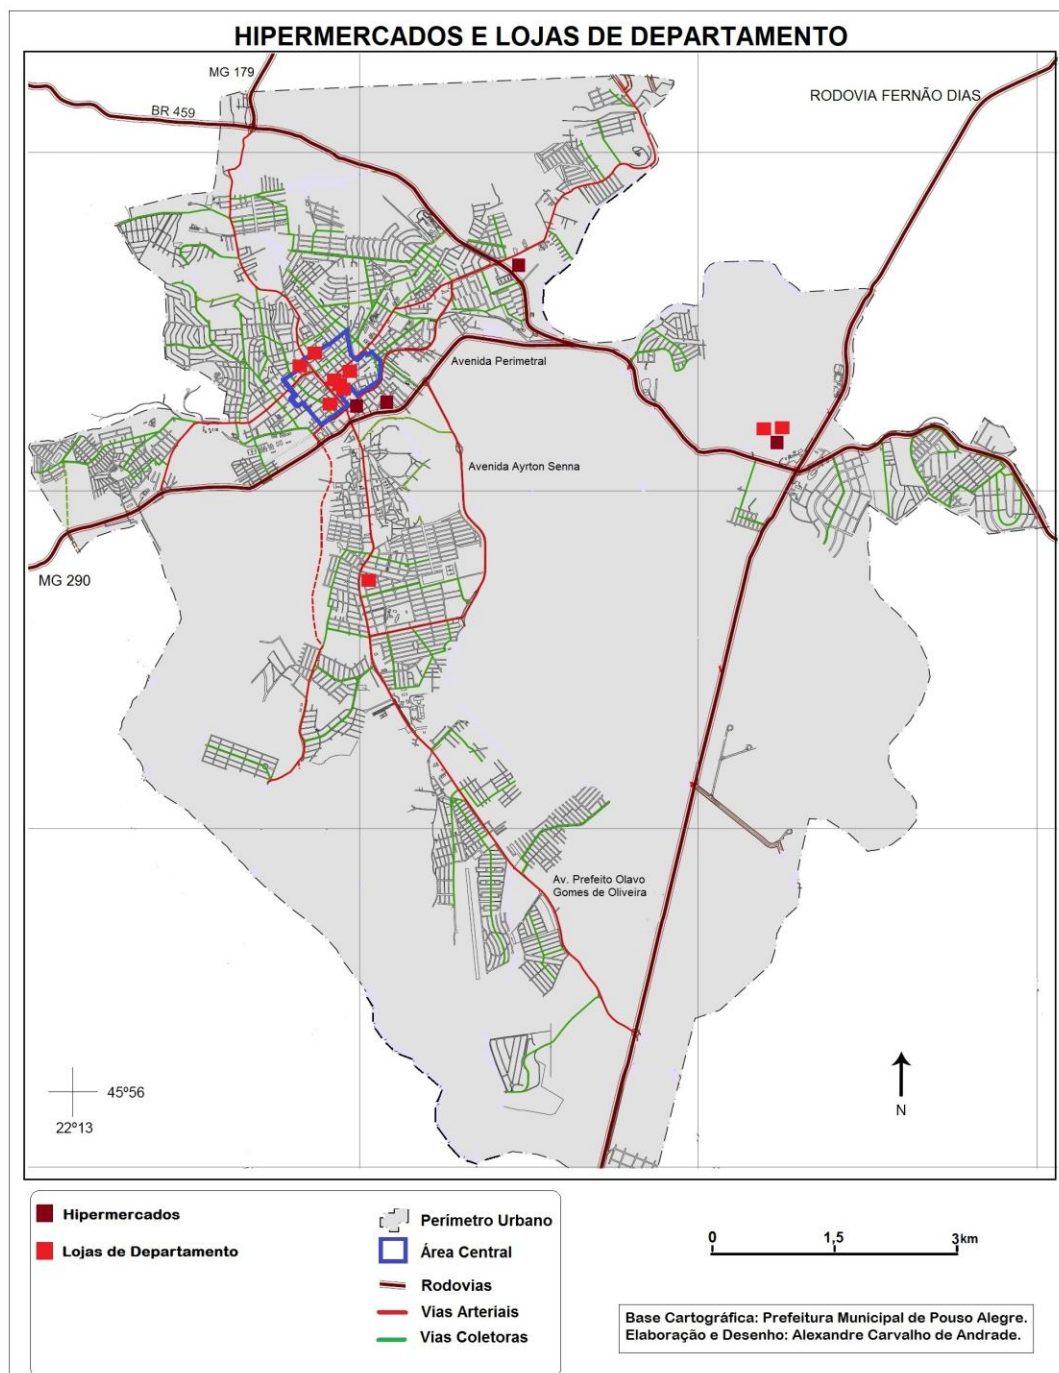 HIPERMERCADOS E LOJAS DE DEPARTAMENTO
MG 179
BR 459
RODOVIA FERNÃO DIAS
Avenida Perimetral
Avenida Ayrton Senna
MG 290
Av. Prefeito Olavo
Gomes de Oliveira
45º56
22º13
N
Hipermercados
Lojas de Departamento
Perímetro Urbano
Área Central
Rodovias
Vias Arteriais
Vias Coletoras
0 1,5 3km
Base Cartográfica: Prefeitura Municipal de Pouso Alegre.
Elaboração e Desenho: Alexandre Carvalho de Andrade.